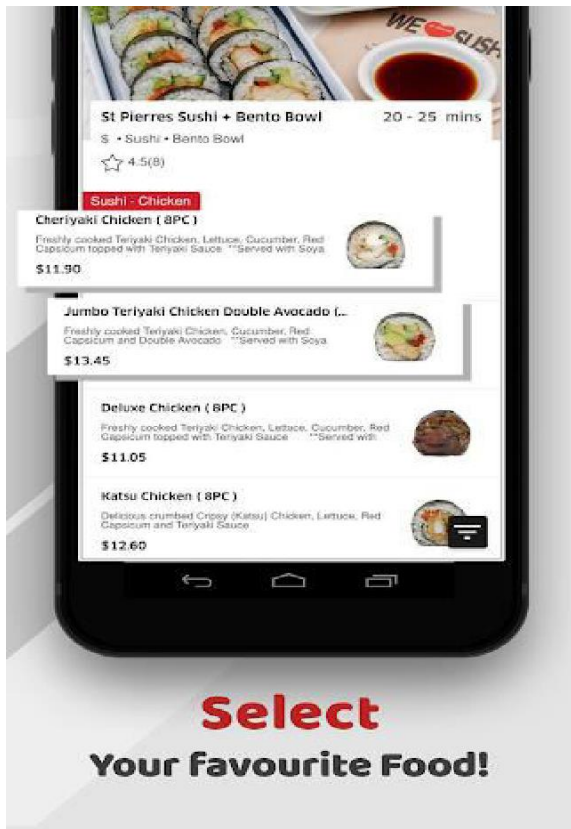 WE SUSH
St Pierres Sushi + Bento Bowl
20 - 25 mins
$ • Sushi • Bento Bowl
4.5(8)
Sushi - Chicken
Cheriyaki Chicken ( 8PC )
Freshly cooked Teriyaki Chicken, Lettuce, Cucumber, Red
Capsicum topped with Teriyaki Sauce **Served with Soya
$11.90
Jumbo Teriyaki Chicken Double Avocado (...
Freshly cooked Teriyaki Chicken, Cucumber, Red
Capsicum and Double Avocado **Served with Soya
$13.45
Deluxe Chicken ( 8PC )
Freshly cooked Teriyaki Chicken, Lettuce, Cucumber, Red
Capsicum topped with Teriyaki Sauce **Served with
$11.05
Katsu Chicken ( 8PC )
Delicious crumbed Cripsy (Katsu) Chicken, Lettuce, Red
Capsicum and Teriyaki Sauce
$12.60
Select
Your favourite Food!